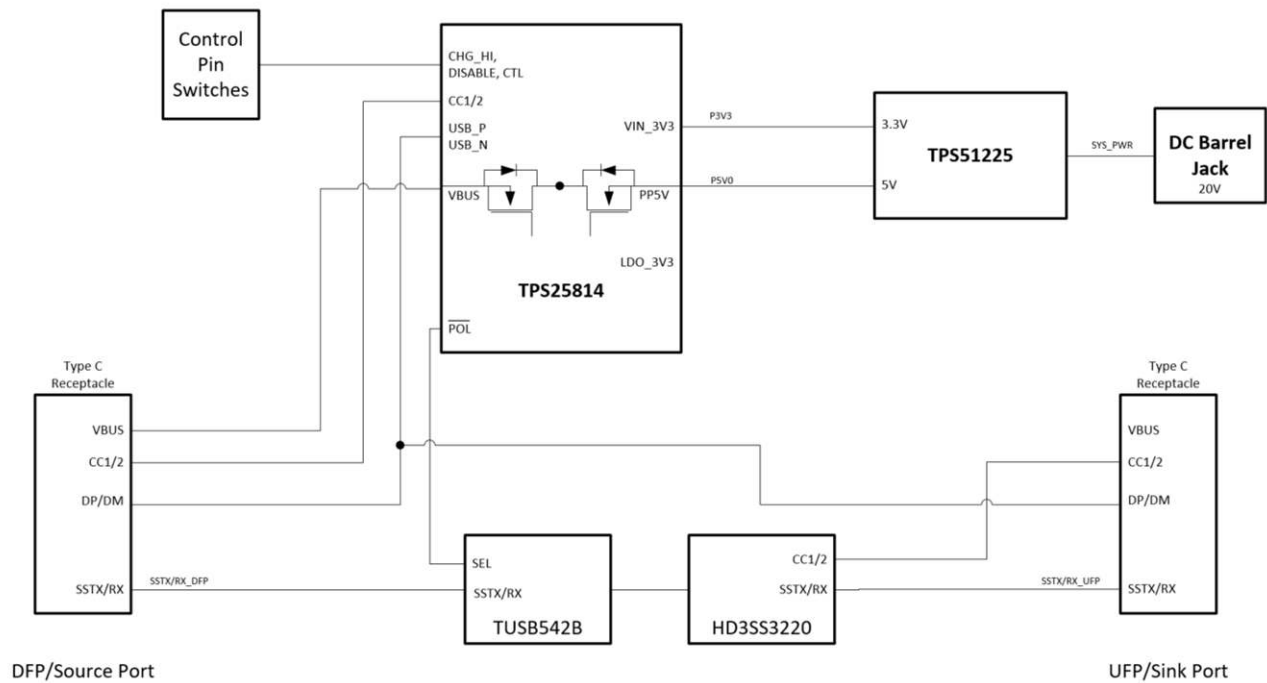 Control
Pin
Switches
CHG_HI,
DISABLE, CTL
CC1/2
USB_P
USB_N
VBUS
VIN_3V3
PP5V
LDO_3V3
TPS25814
POL
P3V3
P5V0
3.3V
TPS51225
5V
SYS_PWR
DC Barrel
Jack
20V
Type C
Receptacle
VBUS
CC1/2
DP/DM
SSTX/RX
SSTX/RX_DFP
SEL
SSTX/RX
TUSB542B
CC1/2
SSTX/RX
HD3SS3220
SSTX/RX_UFP
Type C
Receptacle
VBUS
CC1/2
DP/DM
SSTX/RX
DFP/Source Port
UFP/Sink Port